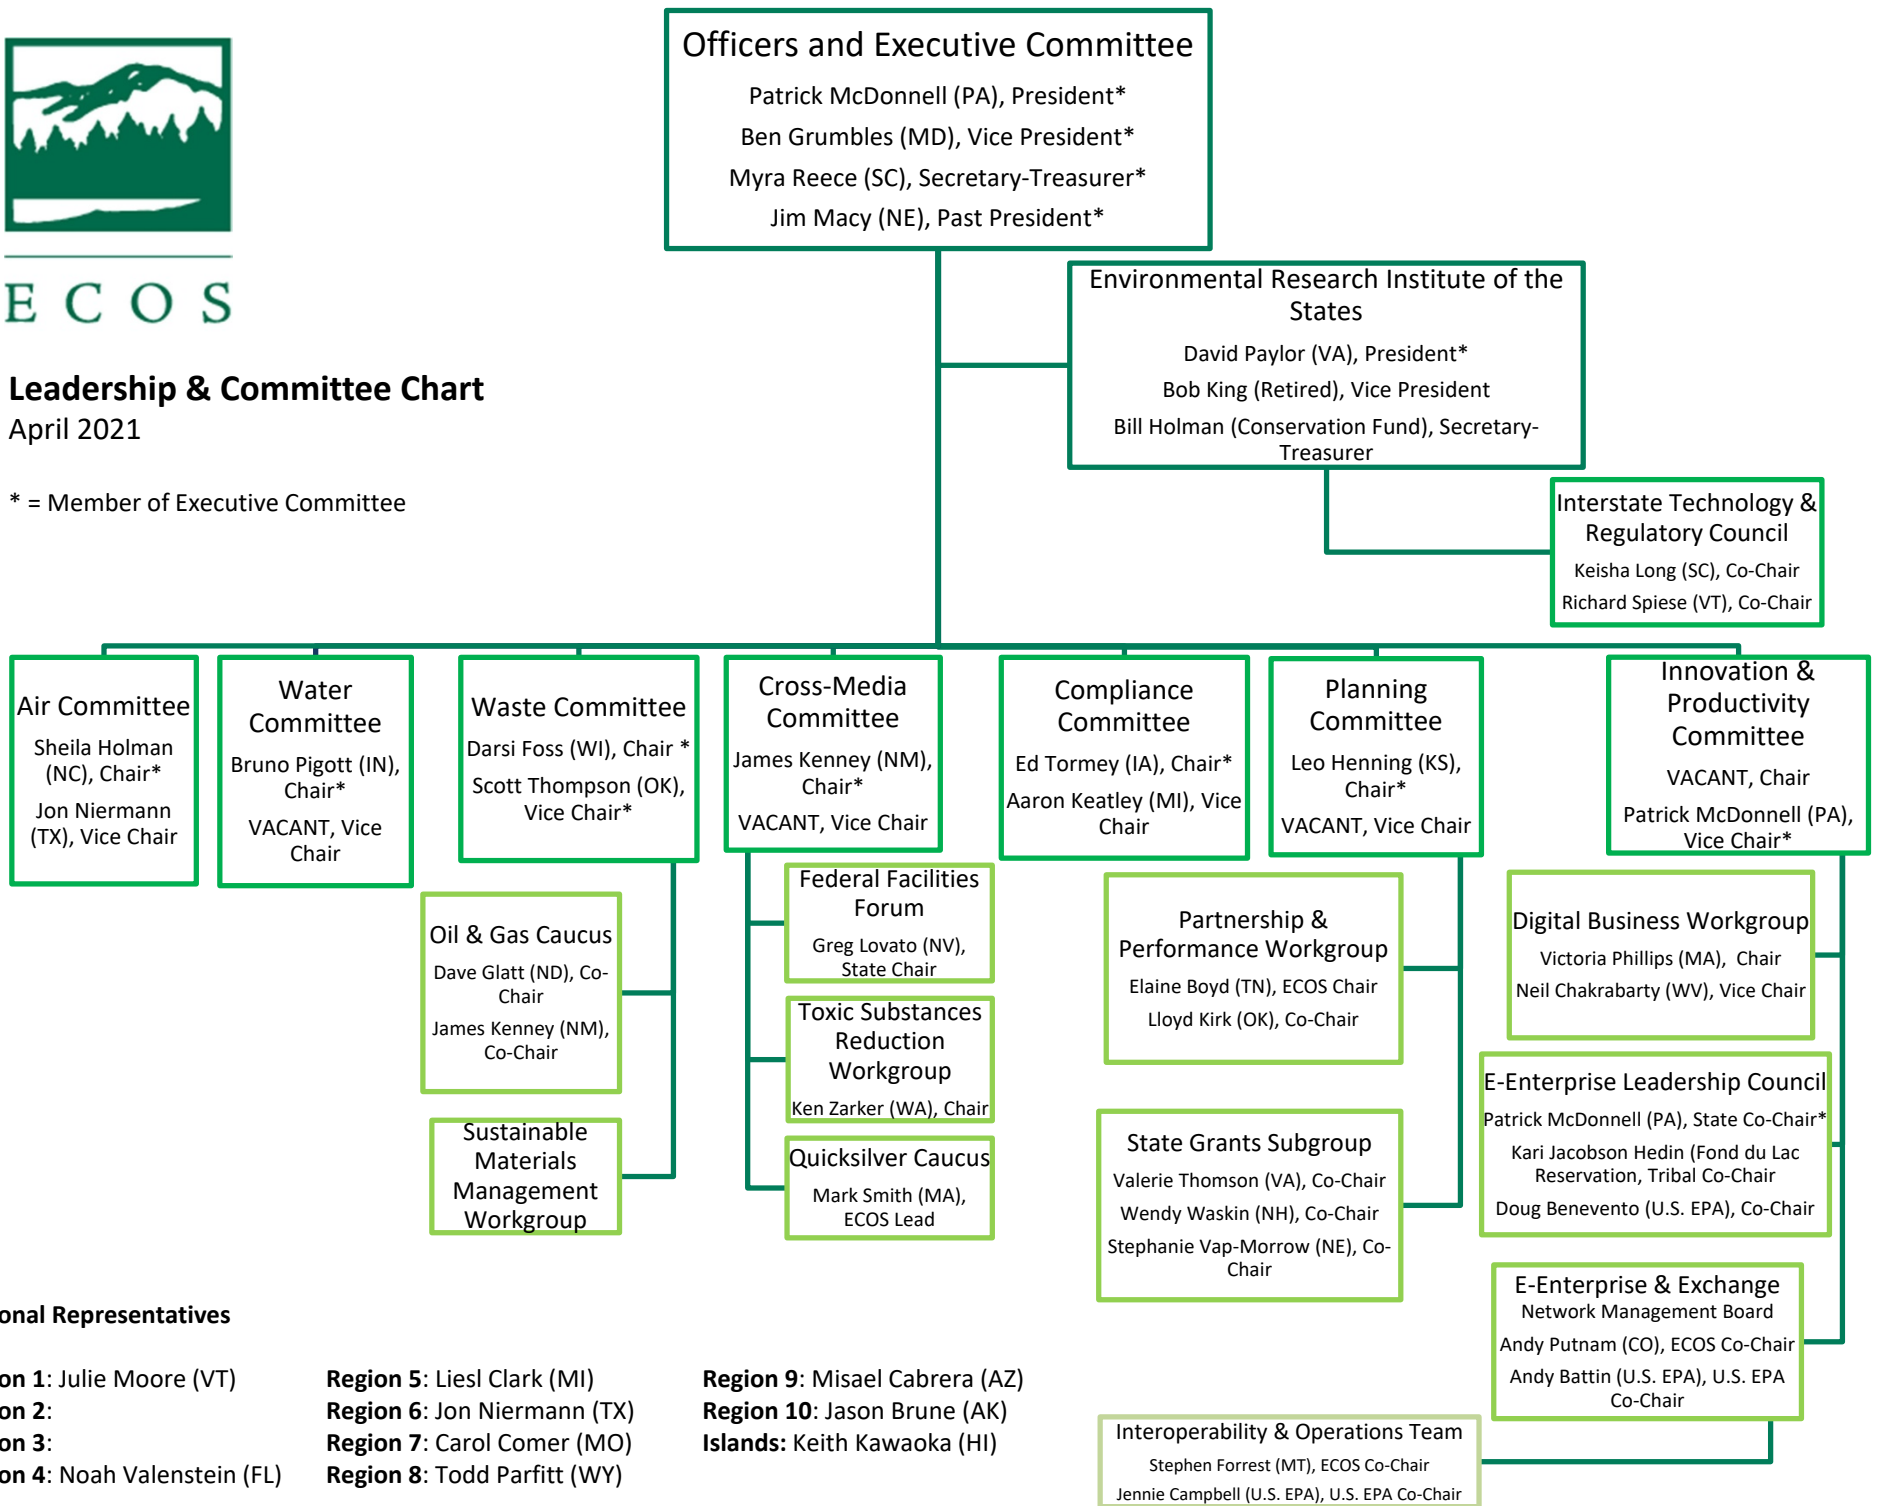 Officers and Executive Committee
Patrick McDonnell (PA), President*
Ben Grumbles (MD), Vice President*
Myra Reece (SC), Secretary-Treasurer*
Jim Macy (NE), Past President*
ECOS
Leadership & Committee Chart
April 2021
* = Member of Executive Committee
Environmental Research Institute of the
States
David Paylor (VA), President*
Bob King (Retired), Vice President
Bill Holman (Conservation Fund), Secretary-
Treasurer
Interstate Technology &
Regulatory Council
Keisha Long (SC), Co-Chair
Richard Spiese (VT), Co-Chair
Air Committee
Sheila Holman
(NC), Chair*
Jon Niermann
(TX), Vice Chair
Water
Committee
Bruno Pigott (IN),
Chair*
VACANT, Vice
Chair
Waste Committee
Darsi Foss (WI), Chair *
Scott Thompson (OK),
Vice Chair*
Cross-Media
Committee
James Kenney (NM),
Chair*
VACANT, Vice Chair
Compliance
Committee
Ed Tormey (IA), Chair*
Aaron Keatley (MI), Vice
Chair
Planning
Committee
Leo Henning (KS),
Chair*
VACANT, Vice Chair
Innovation &
Productivity
Committee
VACANT, Chair
Patrick McDonnell (PA),
Vice Chair*
Oil & Gas Caucus
Dave Glatt (ND), Co-
Chair
James Kenney (NM),
Co-Chair
Sustainable
Materials
Management
Workgroup
Federal Facilities
Forum
Greg Lovato (NV),
State Chair
Toxic Substances
Reduction
Workgroup
Ken Zarker (WA), Chair
Quicksilver Caucus
Mark Smith (MA),
ECOS Lead
Partnership &
Performance Workgroup
Elaine Boyd (TN), ECOS Chair
Lloyd Kirk (OK), Co-Chair
State Grants Subgroup
Valerie Thomson (VA), Co-Chair
Wendy Waskin (NH), Co-Chair
Stephanie Vap-Morrow (NE), Co-
Chair
Digital Business Workgroup
Victoria Phillips (MA), Chair
Neil Chakrabarty (WV), Vice Chair
E-Enterprise Leadership Council
Patrick McDonnell (PA), State Co-Chair*
Kari Jacobson Hedin (Fond du Lac
Reservation, Tribal Co-Chair
Doug Benevento (U.S. EPA), Co-Chair
E-Enterprise & Exchange
Network Management Board
Andy Putnam (CO), ECOS Co-Chair
Andy Battin (U.S. EPA), U.S. EPA
Co-Chair
Interoperability & Operations Team
Stephen Forrest (MT), ECOS Co-Chair
Jennie Campbell (U.S. EPA), U.S. EPA Co-Chair
onal Representatives
on 1: Julie Moore (VT)
on 2:
on 3:
on 4: Noah Valenstein (FL)
Region 5: Liesl Clark (MI)
Region 6: Jon Niermann (TX)
Region 7: Carol Comer (MO)
Region 8: Todd Parfitt (WY)
Region 9: Misael Cabrera (AZ)
Region 10: Jason Brune (AK)
Islands: Keith Kawaoka (HI)